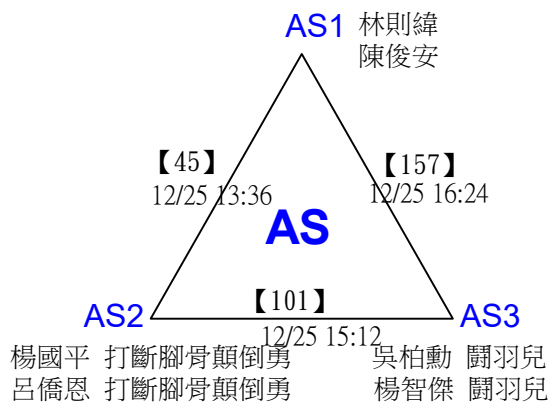 AS1 林則緯
陳俊安
【45】
12/25 13:36
【157】
12/25 16:24
AS
AS2
【101】
12/25 15:12
AS3
楊國平 打斷腳骨顛倒勇
吳柏勳 鬪羽兒
呂僑恩 打斷腳骨顛倒勇
楊智傑 鬪羽兒